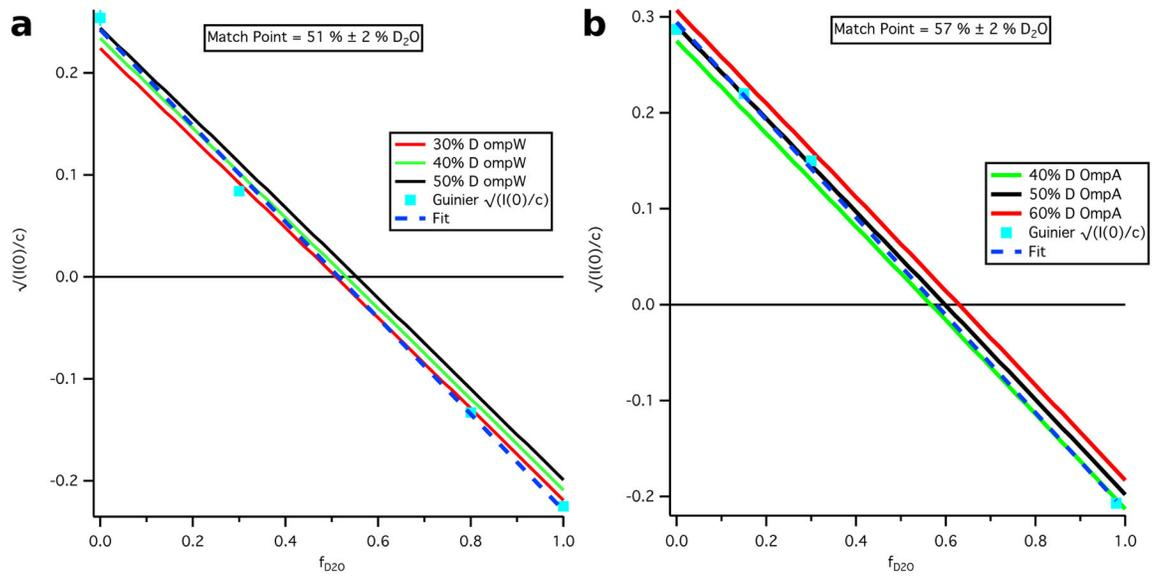 a
Match Point = 51 % ± 2 % D₂O
0.2
0.1
0.0
-0.1
-0.2
√(I(0)/c)
30% D ompW
40% D ompW
50% D ompW
Guinier √(I(0)/c)
Fit
0.0 0.2 0.4 0.6 0.8 1.0
f_D2O
b
Match Point = 57 % ± 2 % D₂O
0.3
0.2
0.1
0.0
-0.1
-0.2
√(I(0)/c)
40% D OmpA
50% D OmpA
60% D OmpA
Guinier √(I(0)/c)
Fit
0.0 0.2 0.4 0.6 0.8 1.0
f_D2O